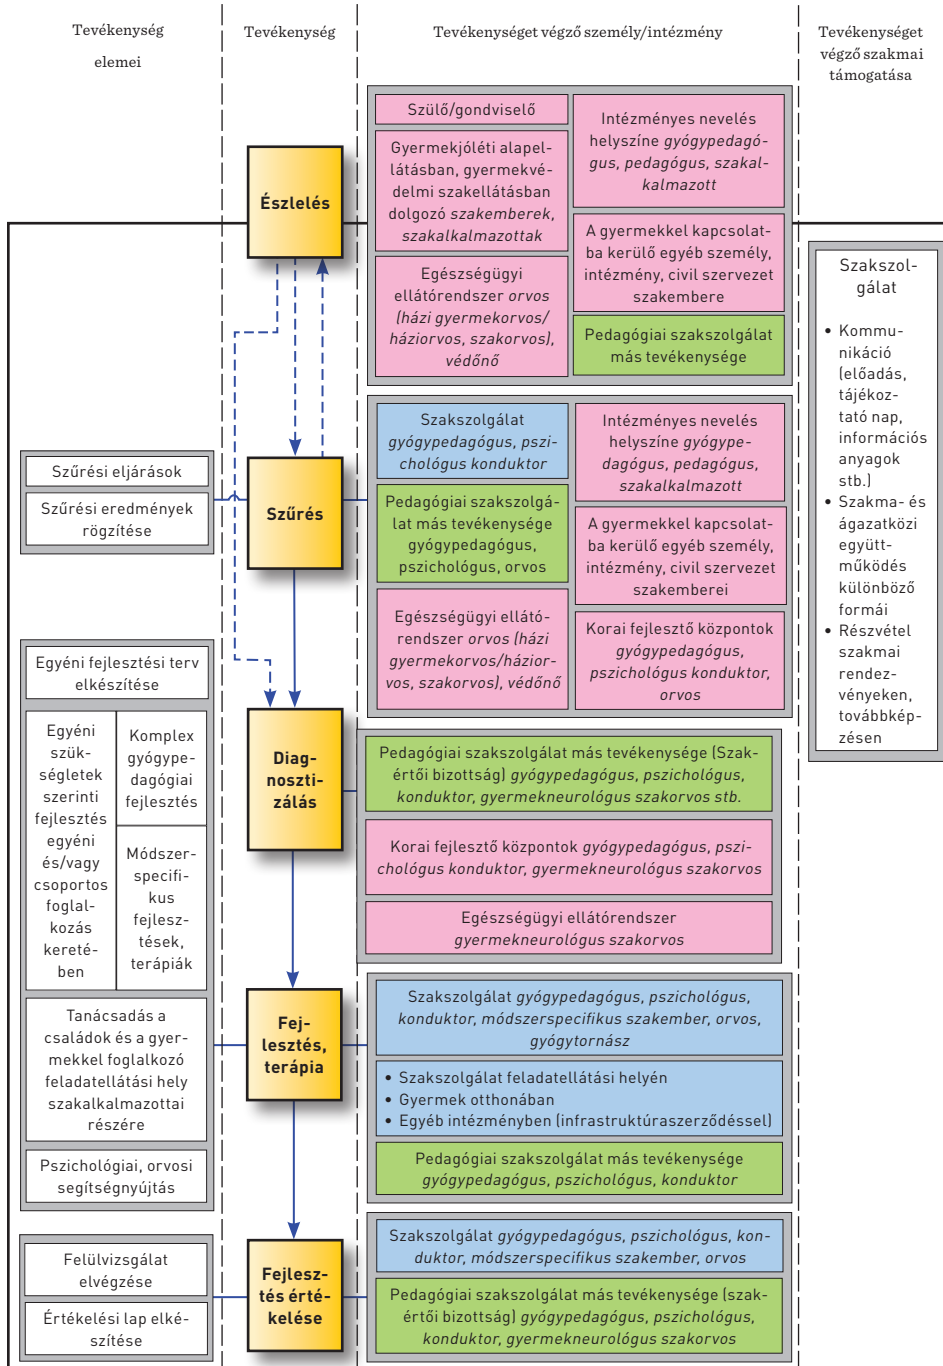 Tevékenység
elemei
Tevékenység
Tevékenységet végző személy/intézmény
Tevékenységet
végző szakmai
támogatása
Észlelés
Szülő/gondviselő
Gyermekjóléti alapel-
látásban, gyermekvé-
delmi szakellátásban
dolgozó szakemberek,
szakalkalmazottak
Egészségügyi
ellátórendszer orvos
(házi gyermekorvos/
háziorvos, szakorvos),
védőnő
Intézményes nevelés
helyszíne gyógypedagó-
gus, pedagógus, szakal-
kalmazott
A gyermekkel kapcsolat-
ba kerülő egyéb személy,
intézmény, civil szervezet
szakembere
Pedagógiai szakszolgálat
más tevékenysége
Szakszol-
gálat
• Kommu-
nikáció
(előadás,
tájékoz-
tató nap,
információs
anyagok
stb.)
• Szakma- és
ágazatközi
együtt-
működés
különböző
formái
• Részvétel
szakmai
rendez-
vényeken,
továbbkép-
zésen
Szűrési eljárások
Szűrési eredmények
rögzítése
Szűrés
Szakszolgálat
gyógypedagógus, pszi-
chológus konduktor
Pedagógiai szakszolgá-
lat más tevékenysége
gyógypedagógus,
pszichológus, orvos
Egészségügyi ellátó-
rendszer orvos (házi
gyermekorvos/házior-
vos, szakorvos), védőnő
Intézményes nevelés
helyszíne gyógype-
dagógus, pedagógus,
szakalkalmazott
A gyermekkel kapcsolat-
ba kerülő egyéb személy,
intézmény, civil szervezet
szakemberei
Korai fejlesztő központok
gyógypedagógus,
pszichológus konduktor,
orvos
Egyéni fejlesztési terv
elkészítése
Egyéni
szük-
ségletek
szerinti
fejlesztés
egyéni
és/vagy
csoportos
foglal-
kozás
kereté-
ben
Komplex
gyógype-
dagógiai
fejlesztés
Módszer-
specifi-
kus
fejlesz-
tések,
terápiák
Tanácsadás a
családok és a gyer-
mekkel foglalkozó
feladatellátási hely
szakalkalmazottai
részére
Pszichológiai, orvosi
segítségnyújtás
Diag-
nosztizá-
lás
Pedagógiai szakszolgálat más tevékenysége (Szak-
értői bizottság) gyógypedagógus, pszichológus,
konduktor, gyermekneurológus szakorvos stb.
Korai fejlesztő központok gyógypedagógus, pszi-
chológus konduktor, gyermekneurológus szakorvos
Egészségügyi ellátórendszer
gyermekneurológus szakorvos
Fej-
lesztés,
terápia
Szakszolgálat gyógypedagógus, pszichológus,
konduktor, módszerspecifikus szakember, orvos,
gyógytornász
• Szakszolgálat feladatellátási helyén
• Gyermek otthonában
• Egyéb intézményben (infrastruktúraszerződéssel)
Pedagógiai szakszolgálat más tevékenysége
gyógypedagógus, pszichológus, konduktor
Felülvizsgálat
elvégzése
Értékelési lap elké-
szítése
Fejlesz-
tés érté-
kelése
Szakszolgálat gyógypedagógus, pszichológus, kon-
duktor, módszerspecifikus szakember, orvos
Pedagógiai szakszolgálat más tevékenysége (szak-
értői bizottság) gyógypedagógus, pszichológus,
konduktor, gyermekneurológus szakorvos